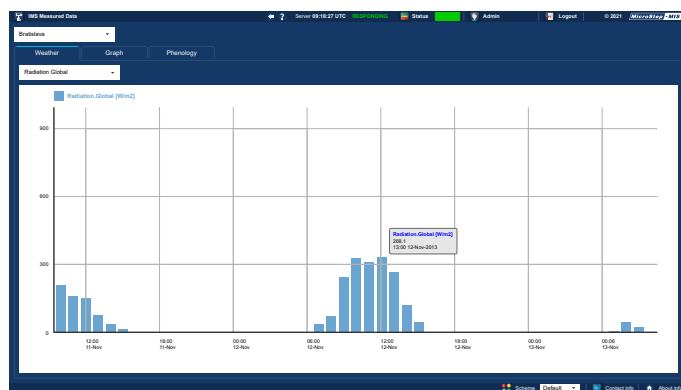 IMS Measured Data ? Server 09:18:27 UTC RESPONDING Status Admin Logout © 2021 MicroStep-MIS
Bratislava
Weather Graph Phenology
Radiation Global
Radiation.Global [W/m2]
900
600
Radiation.Global [W/m2]
268.1
13:00 12-Nov-2013
300
0
12:00 18:00 00:00 06:00 12:00 18:00 00:00 00:06
11-Nov 11-Nov 12-Nov 12-Nov 12-Nov 12-Nov 13-Nov 13-Nov
Scheme Default Contact info About info